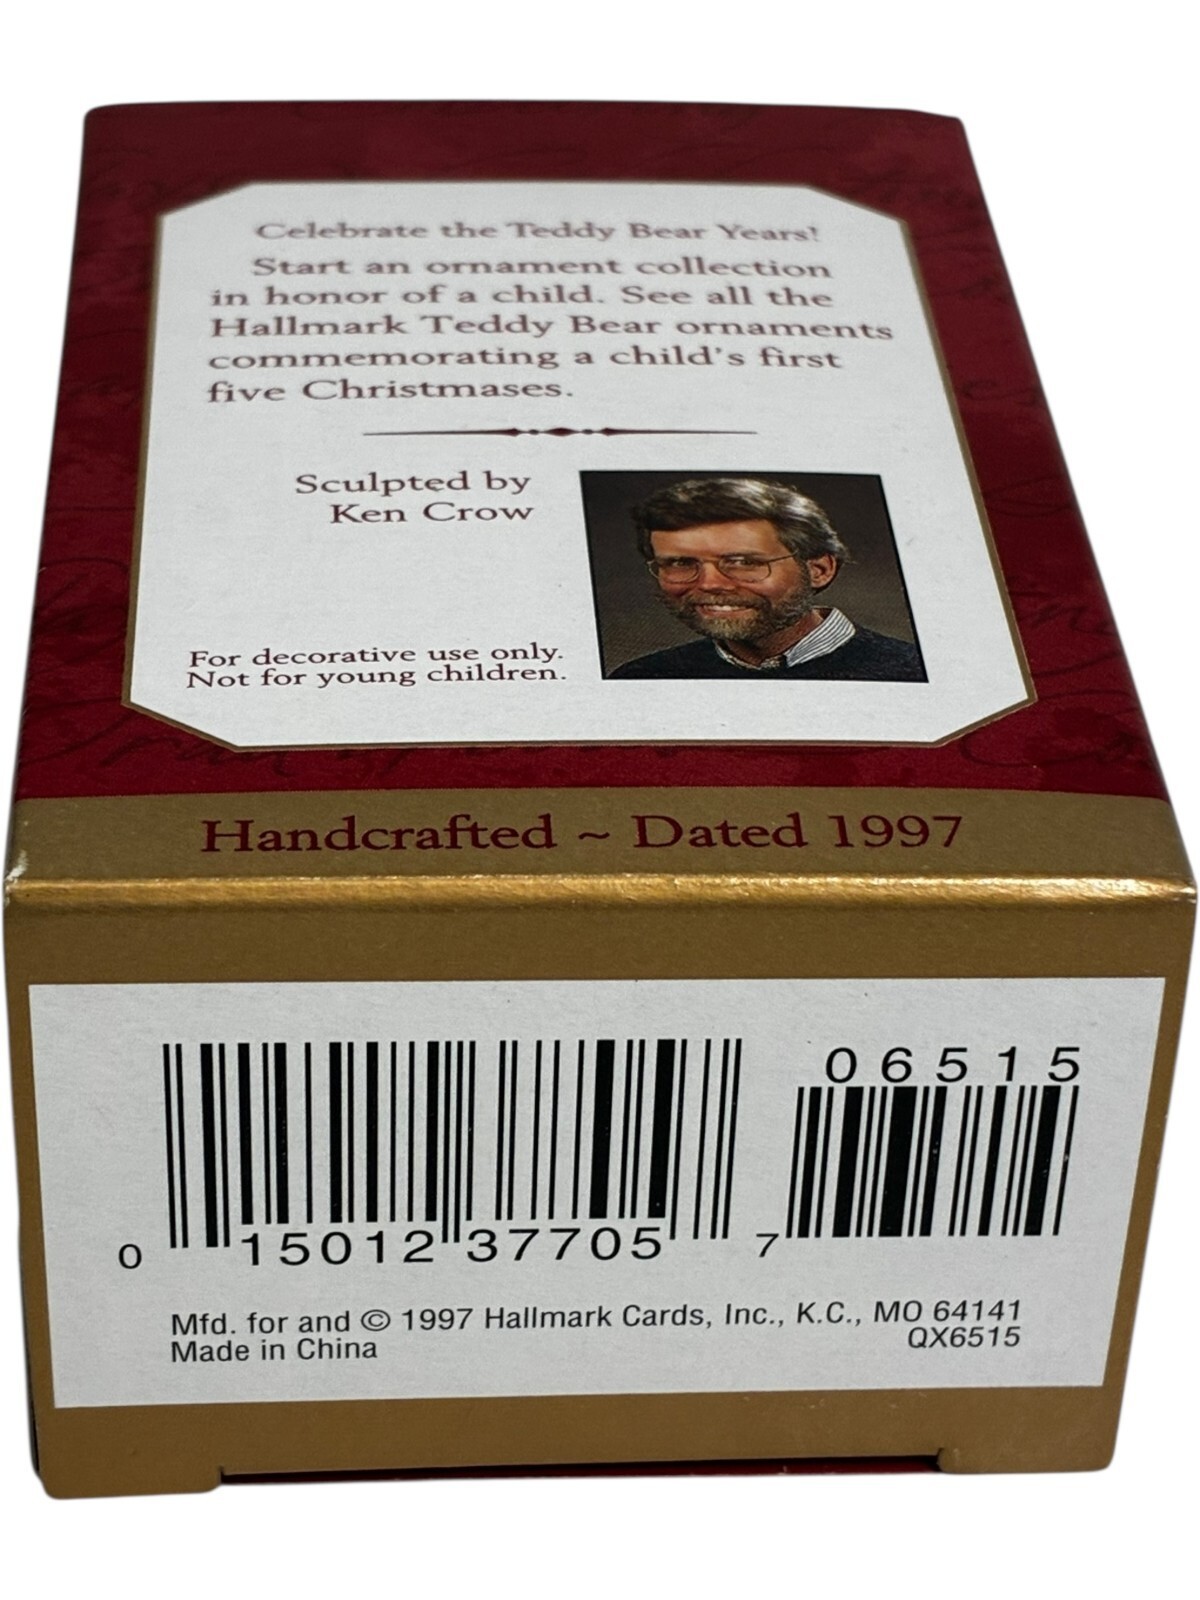 Celebrate the Teddy Bear Years!
Start an ornament collection
in honor of a child. See all the
Hallmark Teddy Bear ornaments
commemorating a child's first
five Christmases.
Sculpted by
Ken Crow
For decorative use only.
Not for young children.
Handcrafted ~ Dated 1997
06515
0 15012 37705 7
Mfd. for and © 1997 Hallmark Cards, Inc., K.C., MO 64141
Made in China
QX6515